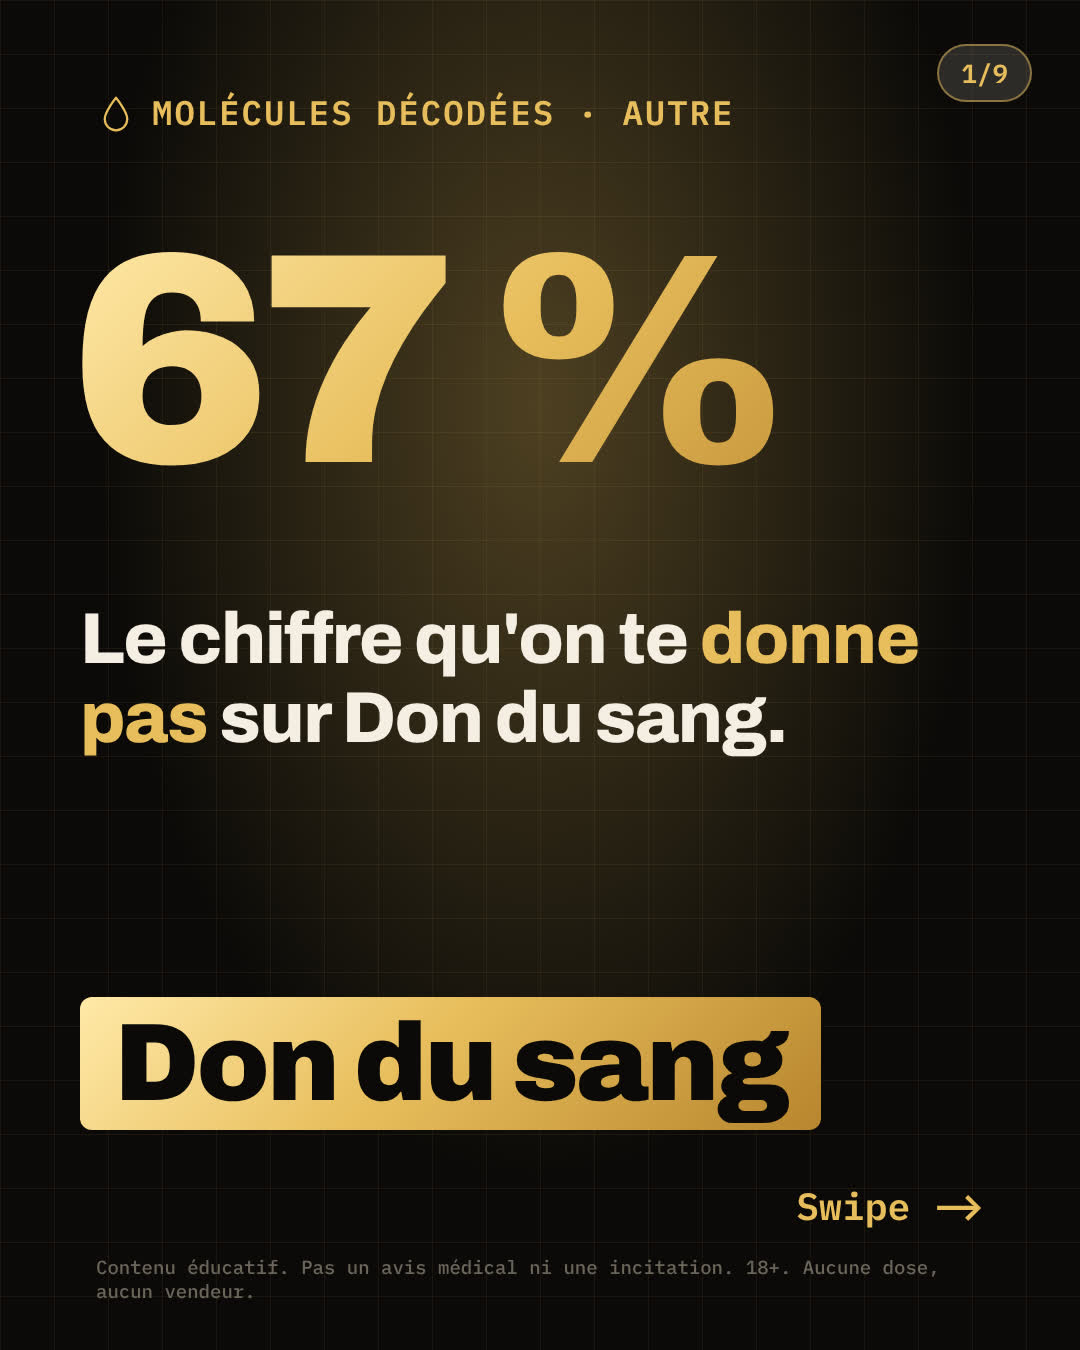 1/9
MOLÉCULES DÉCODÉES · AUTRE
67 %
Le chiffre qu'on te donne
pas sur Don du sang.
Don du sang
Swipe →
Contenu éducatif. Pas un avis médical ni une incitation. 18+. Aucune dose,
aucun vendeur.